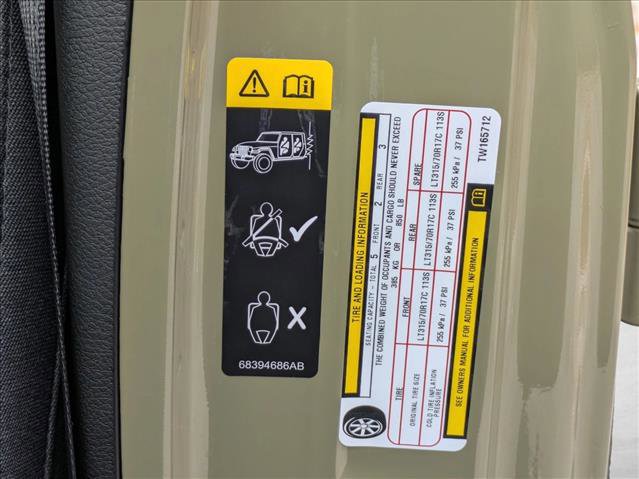 68394686AB
TIRE AND LOADING INFORMATION
SEATING CAPACITY - TOTAL 5 FRONT 2 REAR 3
THE COMBINED WEIGHT OF OCCUPANTS AND CARGO SHOULD NEVER EXCEED
385 KG OR 850 LB
TIRE FRONT REAR SPARE
ORIGINAL TIRE SIZE LT315/70R17C 113S LT315/70R17C 113S LT315/70R17C 113S
COLD TIRE INFLATION PRESSURE 255 kPa / 37 PSI 255 kPa / 37 PSI 255 kPa / 37 PSI
SEE OWNERS MANUAL FOR ADDITIONAL INFORMATION
TW165712